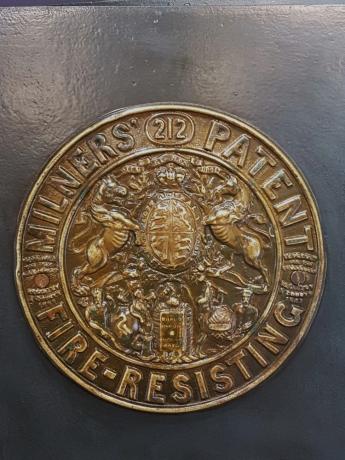 MILNERS' 212 PATENT
FIRE-RESISTING